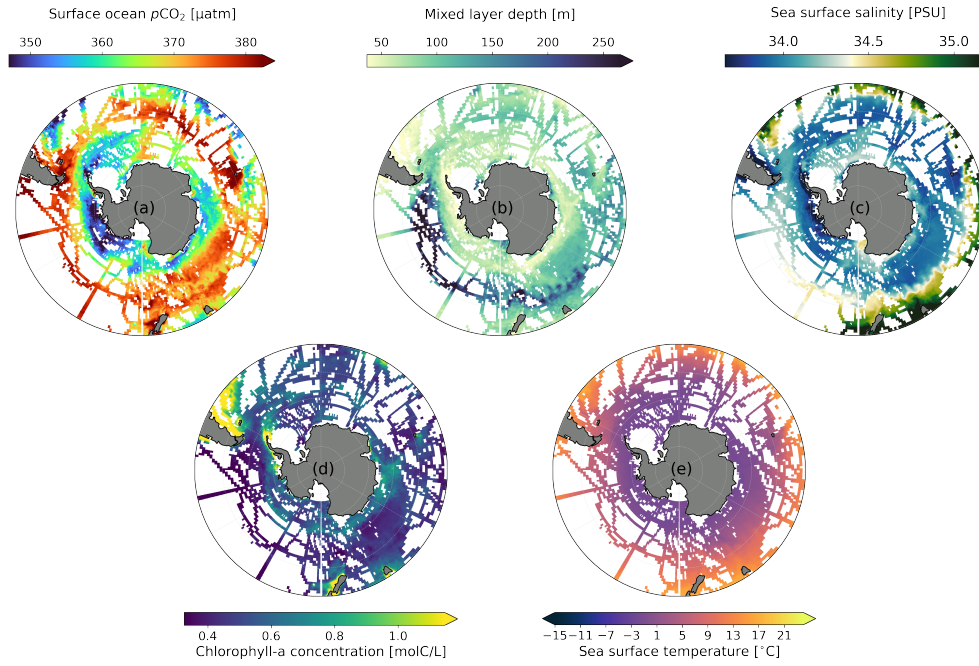 Surface ocean pCO₂ [µatm]
350 360 370 380
Mixed layer depth [m]
50 100 150 200 250
Sea surface salinity [PSU]
34.0 34.5 35.0
(a)
(b)
(c)
(d)
(e)
0.4 0.6 0.8 1.0
Chlorophyll-a concentration [molC/L]
−15 −11 −7 −3 1 5 9 13 17 21
Sea surface temperature [˚C]